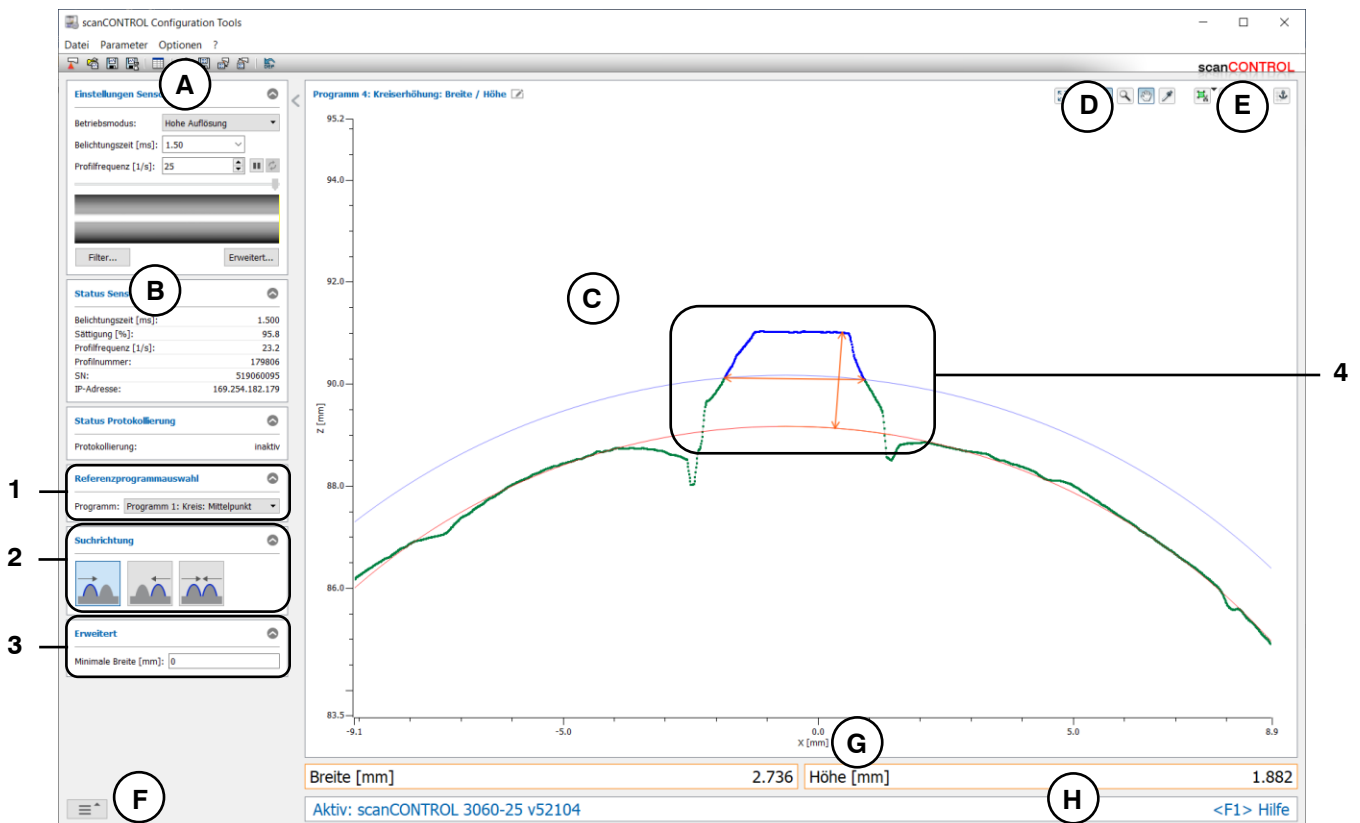 scanCONTROL Configuration Tools
Datei Parameter Optionen ?
scanCONTROL
A
Einstellungen Sens
Betriebsmodus: Hohe Auflösung
Belichtungszeit [ms]: 1.50
Profilfrequenz [1/s]: 25
Filter... Erweitert...
B
Status Sens
Belichtungszeit [ms]: 1.500
Sättigung [%]: 95.8
Profilfrequenz [1/s]: 23.2
Profilnummer: 179806
SN: 519060095
IP-Adresse: 169.254.182.179
Status Protokollierung
Protokollierung: inaktiv
1
Referenzprogrammauswahl
Programm: Programm 1: Kreis: Mittelpunkt
2
Suchrichtung
3
Erweitert
Minimale Breite [mm]: 0
F
Programm 4: Kreiserhöhung: Breite / Höhe
D
E
C
4
95.2
94.0
92.0
90.0
88.0
86.0
83.5
Z [mm]
-9.1 -5.0 0.0 5.0 8.9
X [mm]
G
Breite [mm] 2.736 Höhe [mm] 1.882
H
Aktiv: scanCONTROL 3060-25 v52104 <F1> Hilfe